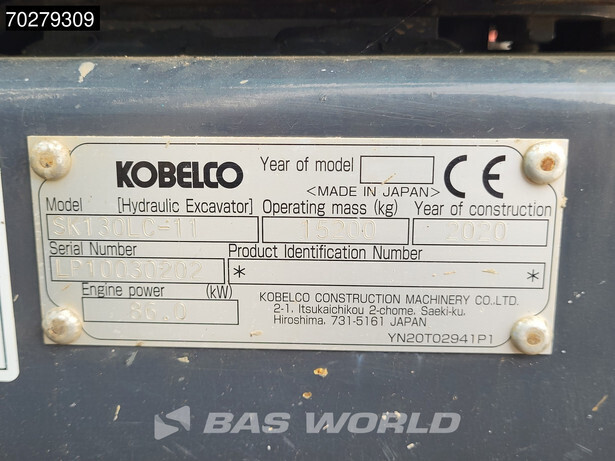 70279309
KOBELCO
Year of model
CE
<MADE IN JAPAN>
Model [Hydraulic Excavator] Operating mass (kg) Year of construction
SK130LC-11 15200 2020
Serial Number Product Identification Number
LP10030202 * *
Engine power (kW)
KOBELCO CONSTRUCTION MACHINERY CO.,LTD.
2-1, Itsukaichikou 2-chome, Saeki-ku,
Hiroshima, 731-5161 JAPAN
YN20T02941P1
BAS WORLD